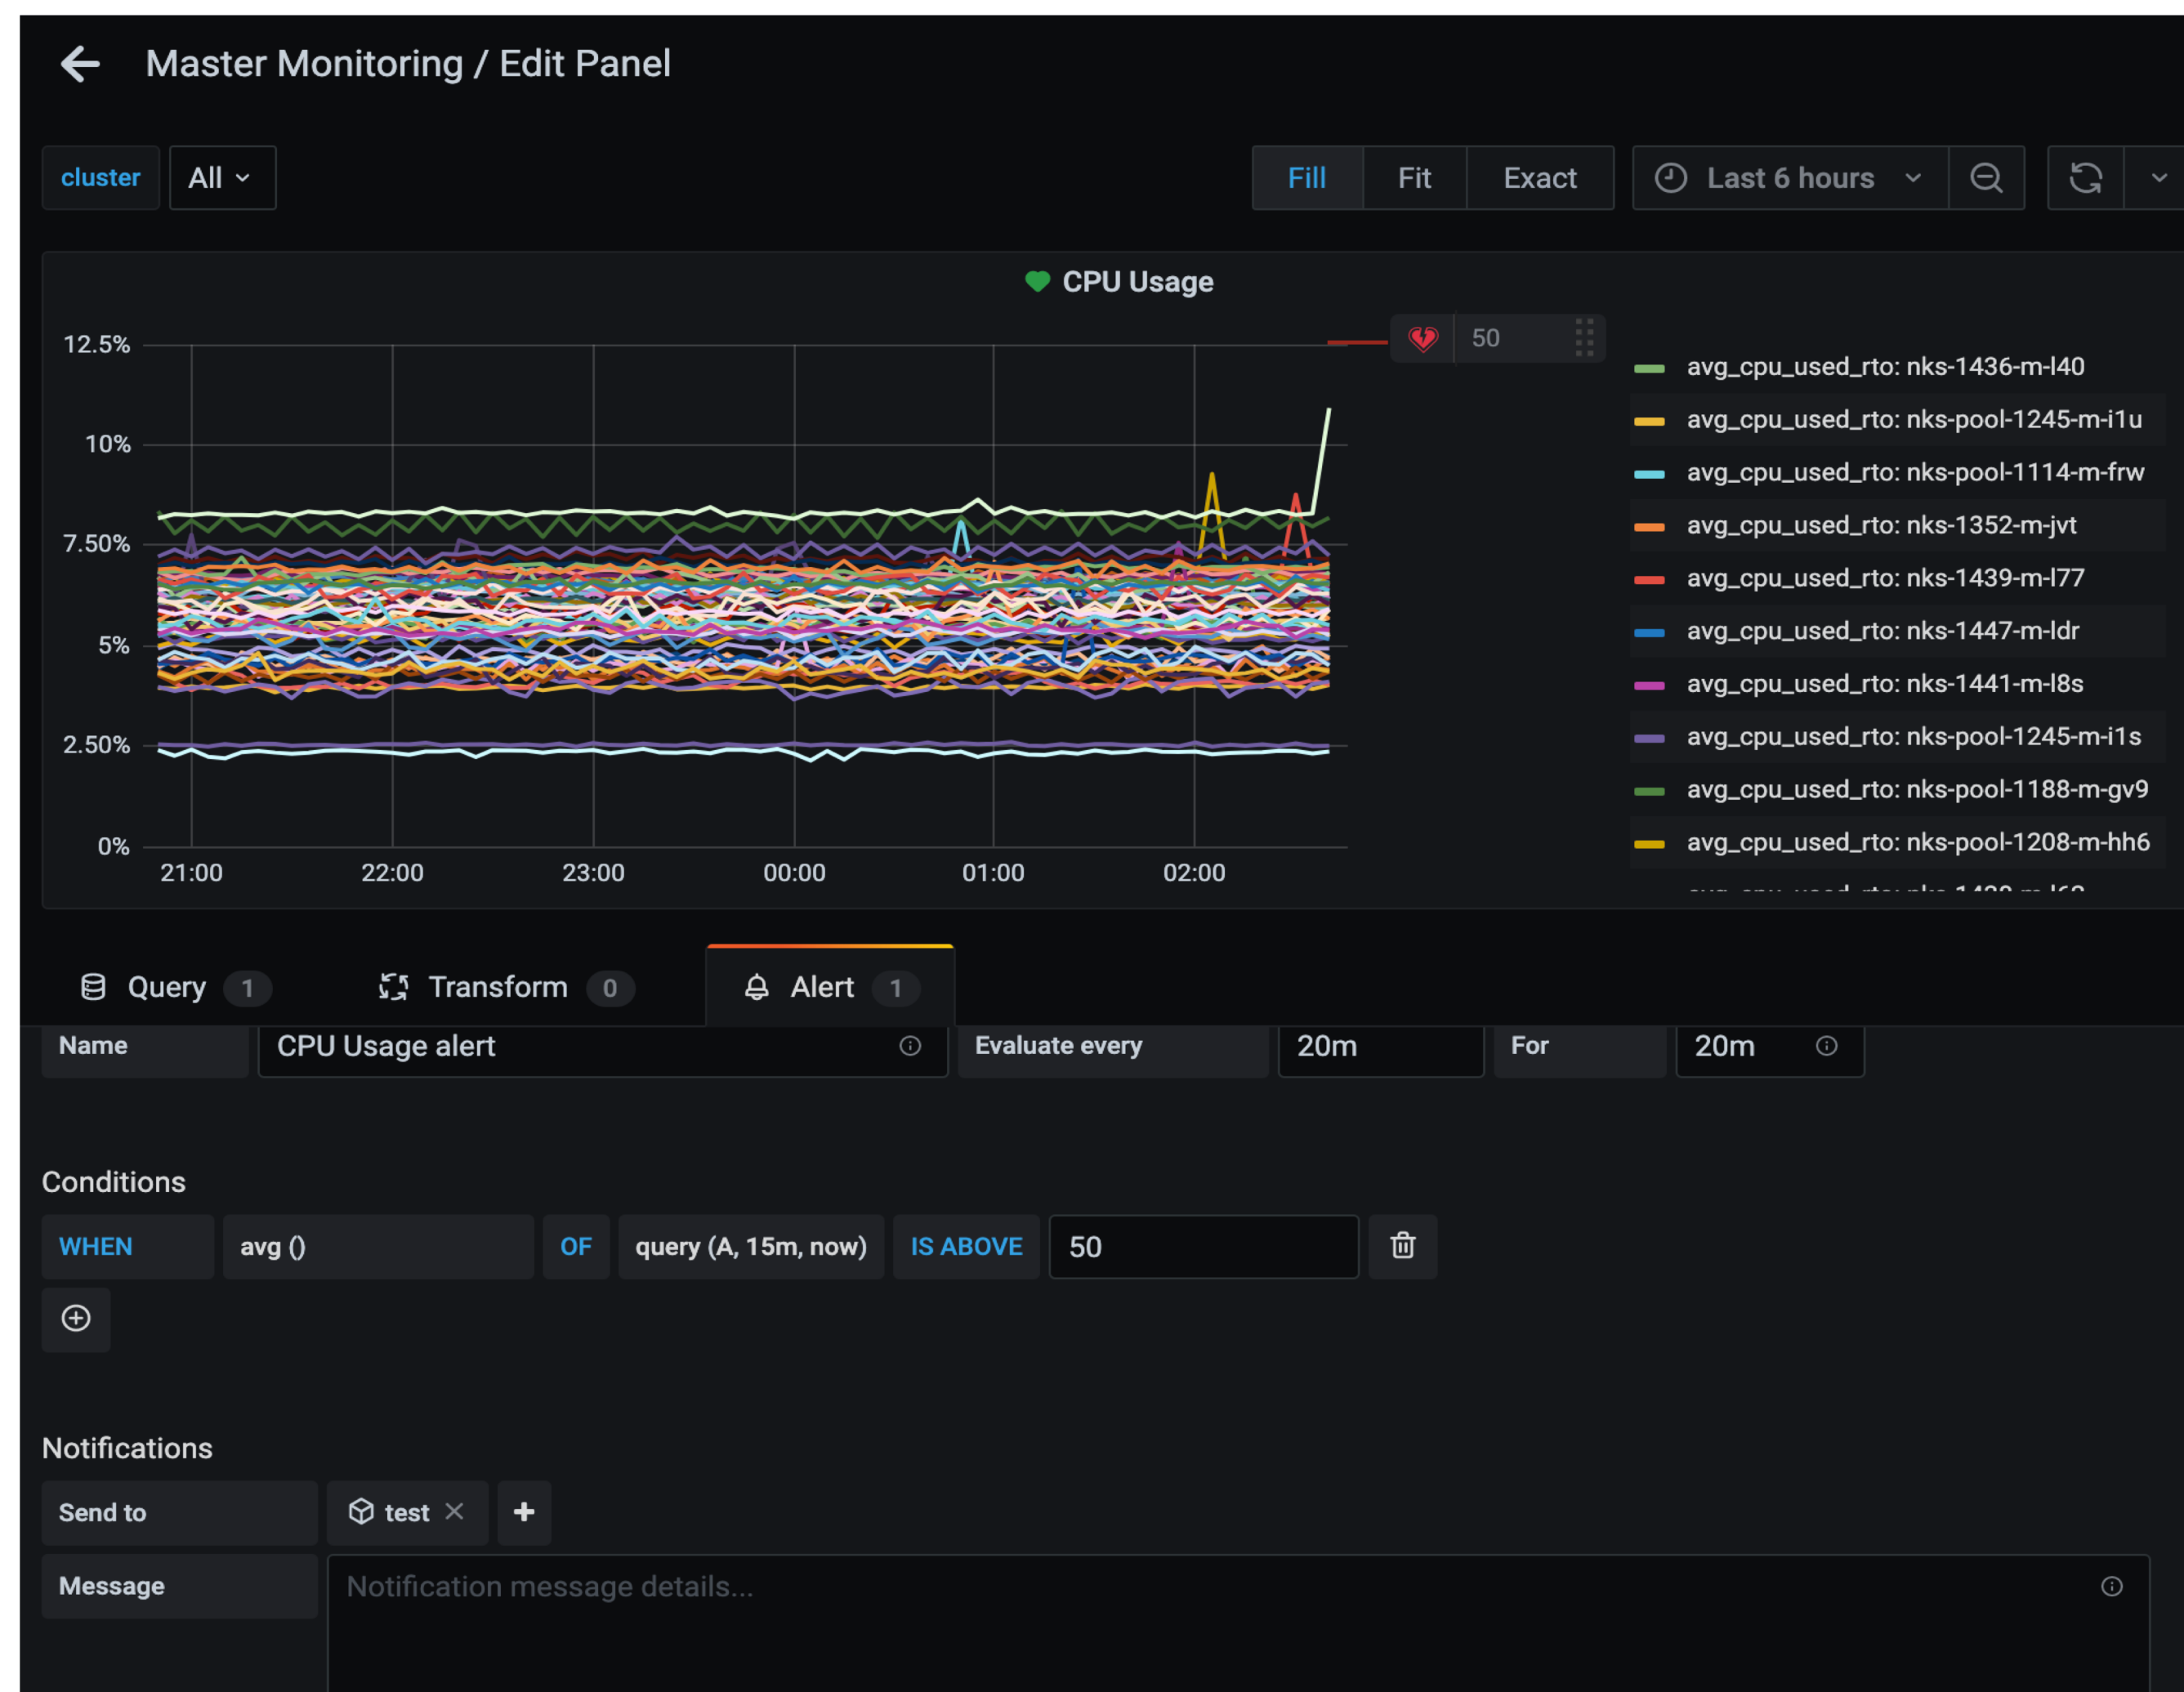 Master Monitoring / Edit Panel
cluster All Fill Fit Exact Last 6 hours
CPU Usage
12.5%
10%
7.50%
5%
2.50%
0%
21:00 22:00 23:00 00:00 01:00 02:00
50
avg_cpu_used_rto: nks-1436-m-l40
avg_cpu_used_rto: nks-pool-1245-m-i1u
avg_cpu_used_rto: nks-pool-1114-m-frw
avg_cpu_used_rto: nks-1352-m-jvt
avg_cpu_used_rto: nks-1439-m-l77
avg_cpu_used_rto: nks-1447-m-ldr
avg_cpu_used_rto: nks-1441-m-l8s
avg_cpu_used_rto: nks-pool-1245-m-i1s
avg_cpu_used_rto: nks-pool-1188-m-gv9
avg_cpu_used_rto: nks-pool-1208-m-hh6
Query 1 Transform 0 Alert 1
Name CPU Usage alert Evaluate every 20m For 20m
Conditions
WHEN avg () OF query (A, 15m, now) IS ABOVE 50
Notifications
Send to test
Message Notification message details...